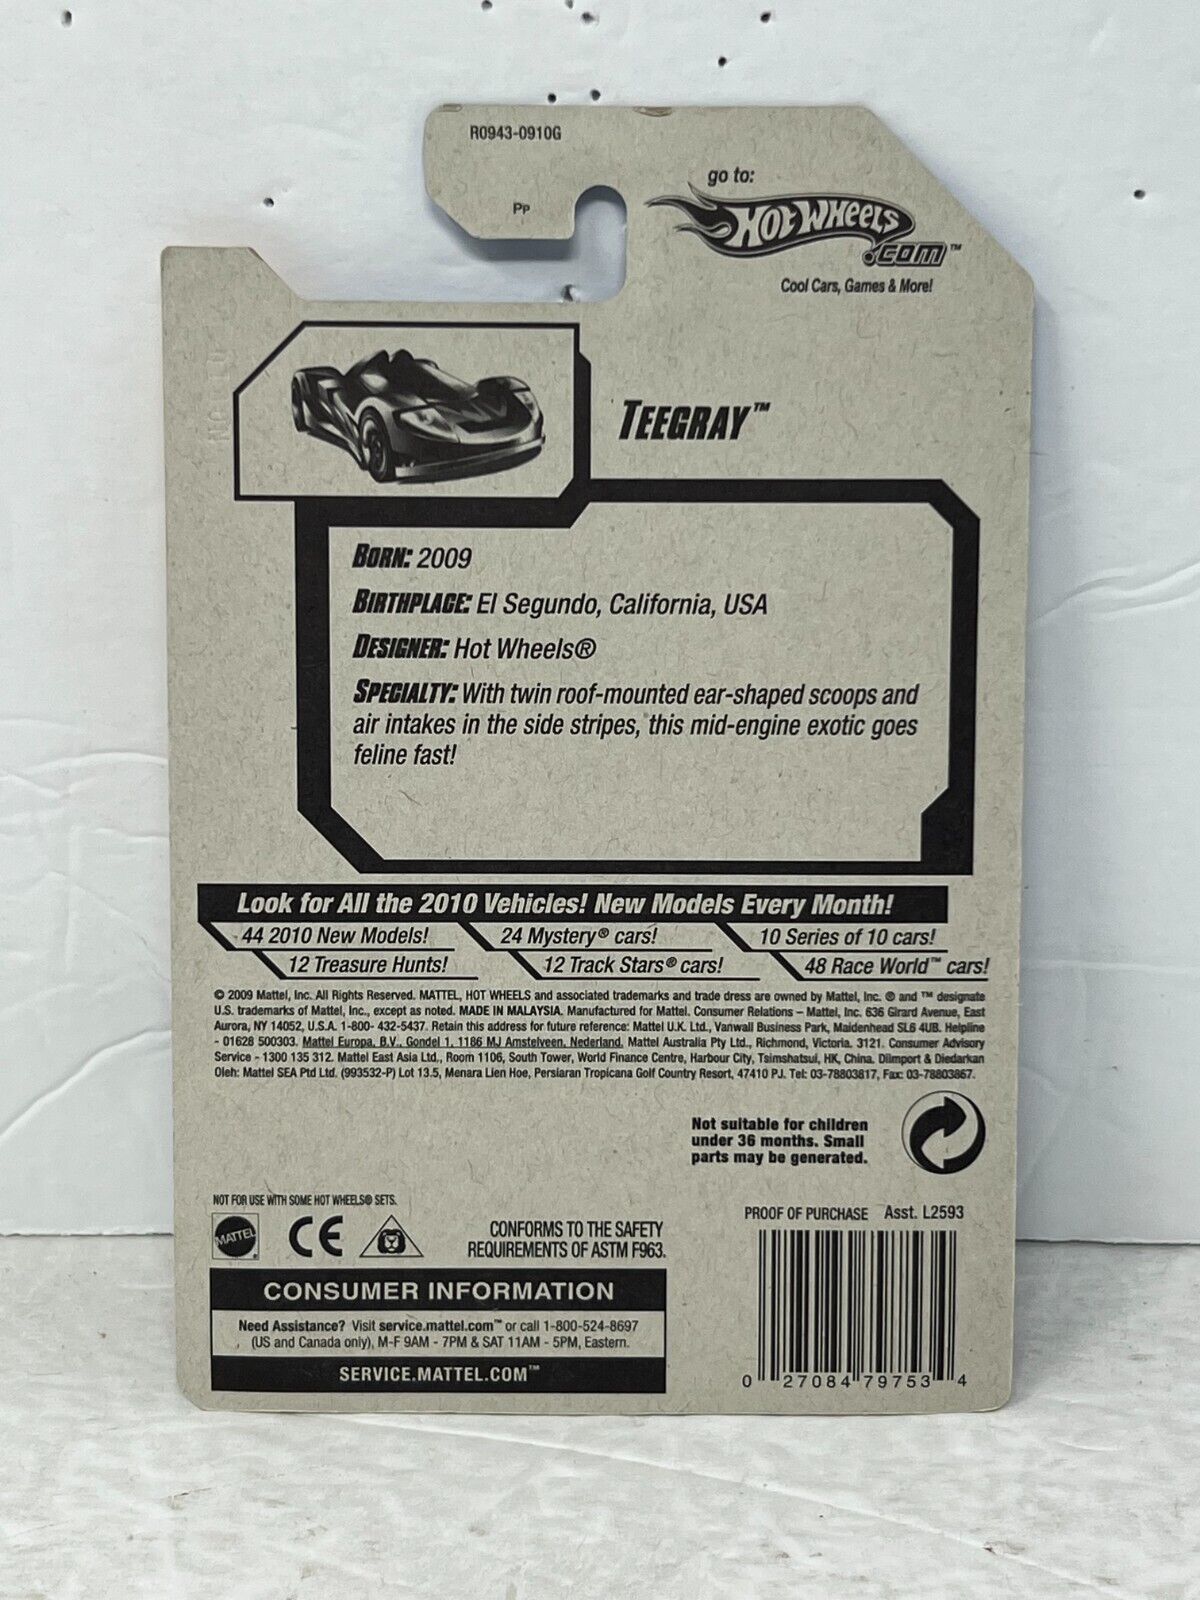 R0943-0910G
PP
go to:
HOT WHEELS
.COM™
Cool Cars, Games & More!
TEEGRAY™
BORN: 2009
BIRTHPLACE: El Segundo, California, USA
DESIGNER: Hot Wheels®
SPECIALTY: With twin roof-mounted ear-shaped scoops and
air intakes in the side stripes, this mid-engine exotic goes
feline fast!
Look for All the 2010 Vehicles! New Models Every Month!
44 2010 New Models!
24 Mystery® cars!
10 Series of 10 cars!
12 Treasure Hunts!
12 Track Stars® cars!
48 Race World™ cars!
© 2009 Mattel, Inc. All Rights Reserved. MATTEL, HOT WHEELS and associated trademarks and trade dress are owned by Mattel, Inc. ® and ™ designate
U.S. trademarks of Mattel, Inc., except as noted. MADE IN MALAYSIA. Manufactured for Mattel. Consumer Relations – Mattel, Inc. 636 Girard Avenue, East
Aurora, NY 14052, U.S.A. 1-800- 432-5437. Retain this address for future reference: Mattel U.K. Ltd., Vanwall Business Park, Maidenhead SL6 4UB. Helpline
- 01628 500303. Mattel Europa, B.V., Gondel 1, 1186 MJ Amstelveen, Nederland. Mattel Australia Pty Ltd., Richmond, Victoria. 3121. Consumer Advisory
Service - 1300 135 312. Mattel East Asia Ltd., Room 1106, South Tower, World Finance Centre, Harbour City, Tsimshatsui, HK, China. Diimport & Diedarkan
Oleh: Mattel SEA Ptd Ltd. (993532-P) Lot 13.5, Menara Lien Hoe, Persiaran Tropicana Golf Country Resort, 47410 PJ. Tel: 03-78803817, Fax: 03-78803867.
Not suitable for children
under 36 months. Small
parts may be generated.
NOT FOR USE WITH SOME HOT WHEELS® SETS.
MATTEL ®
CE
CONFORMS TO THE SAFETY
REQUIREMENTS OF ASTM F963.
PROOF OF PURCHASE Asst. L2593
CONSUMER INFORMATION
Need Assistance? Visit service.mattel.com™ or call 1-800-524-8697
(US and Canada only), M-F 9AM - 7PM & SAT 11AM - 5PM, Eastern.
SERVICE.MATTEL.COM™
0 27084 79753 4